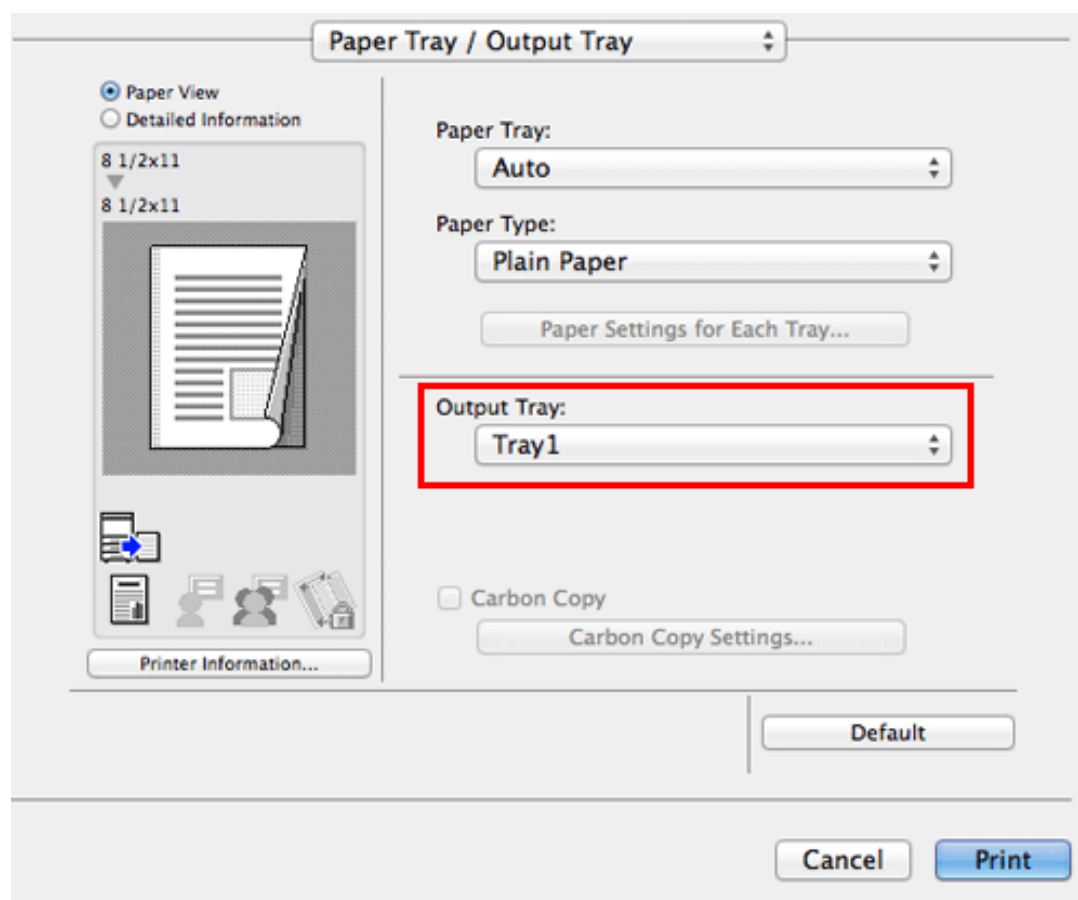 Paper Tray / Output Tray
Paper View
Detailed Information
8 1/2x11
8 1/2x11
Printer Information...
Paper Tray:
Auto
Paper Type:
Plain Paper
Paper Settings for Each Tray...
Output Tray:
Tray1
Carbon Copy
Carbon Copy Settings...
Default
Cancel
Print